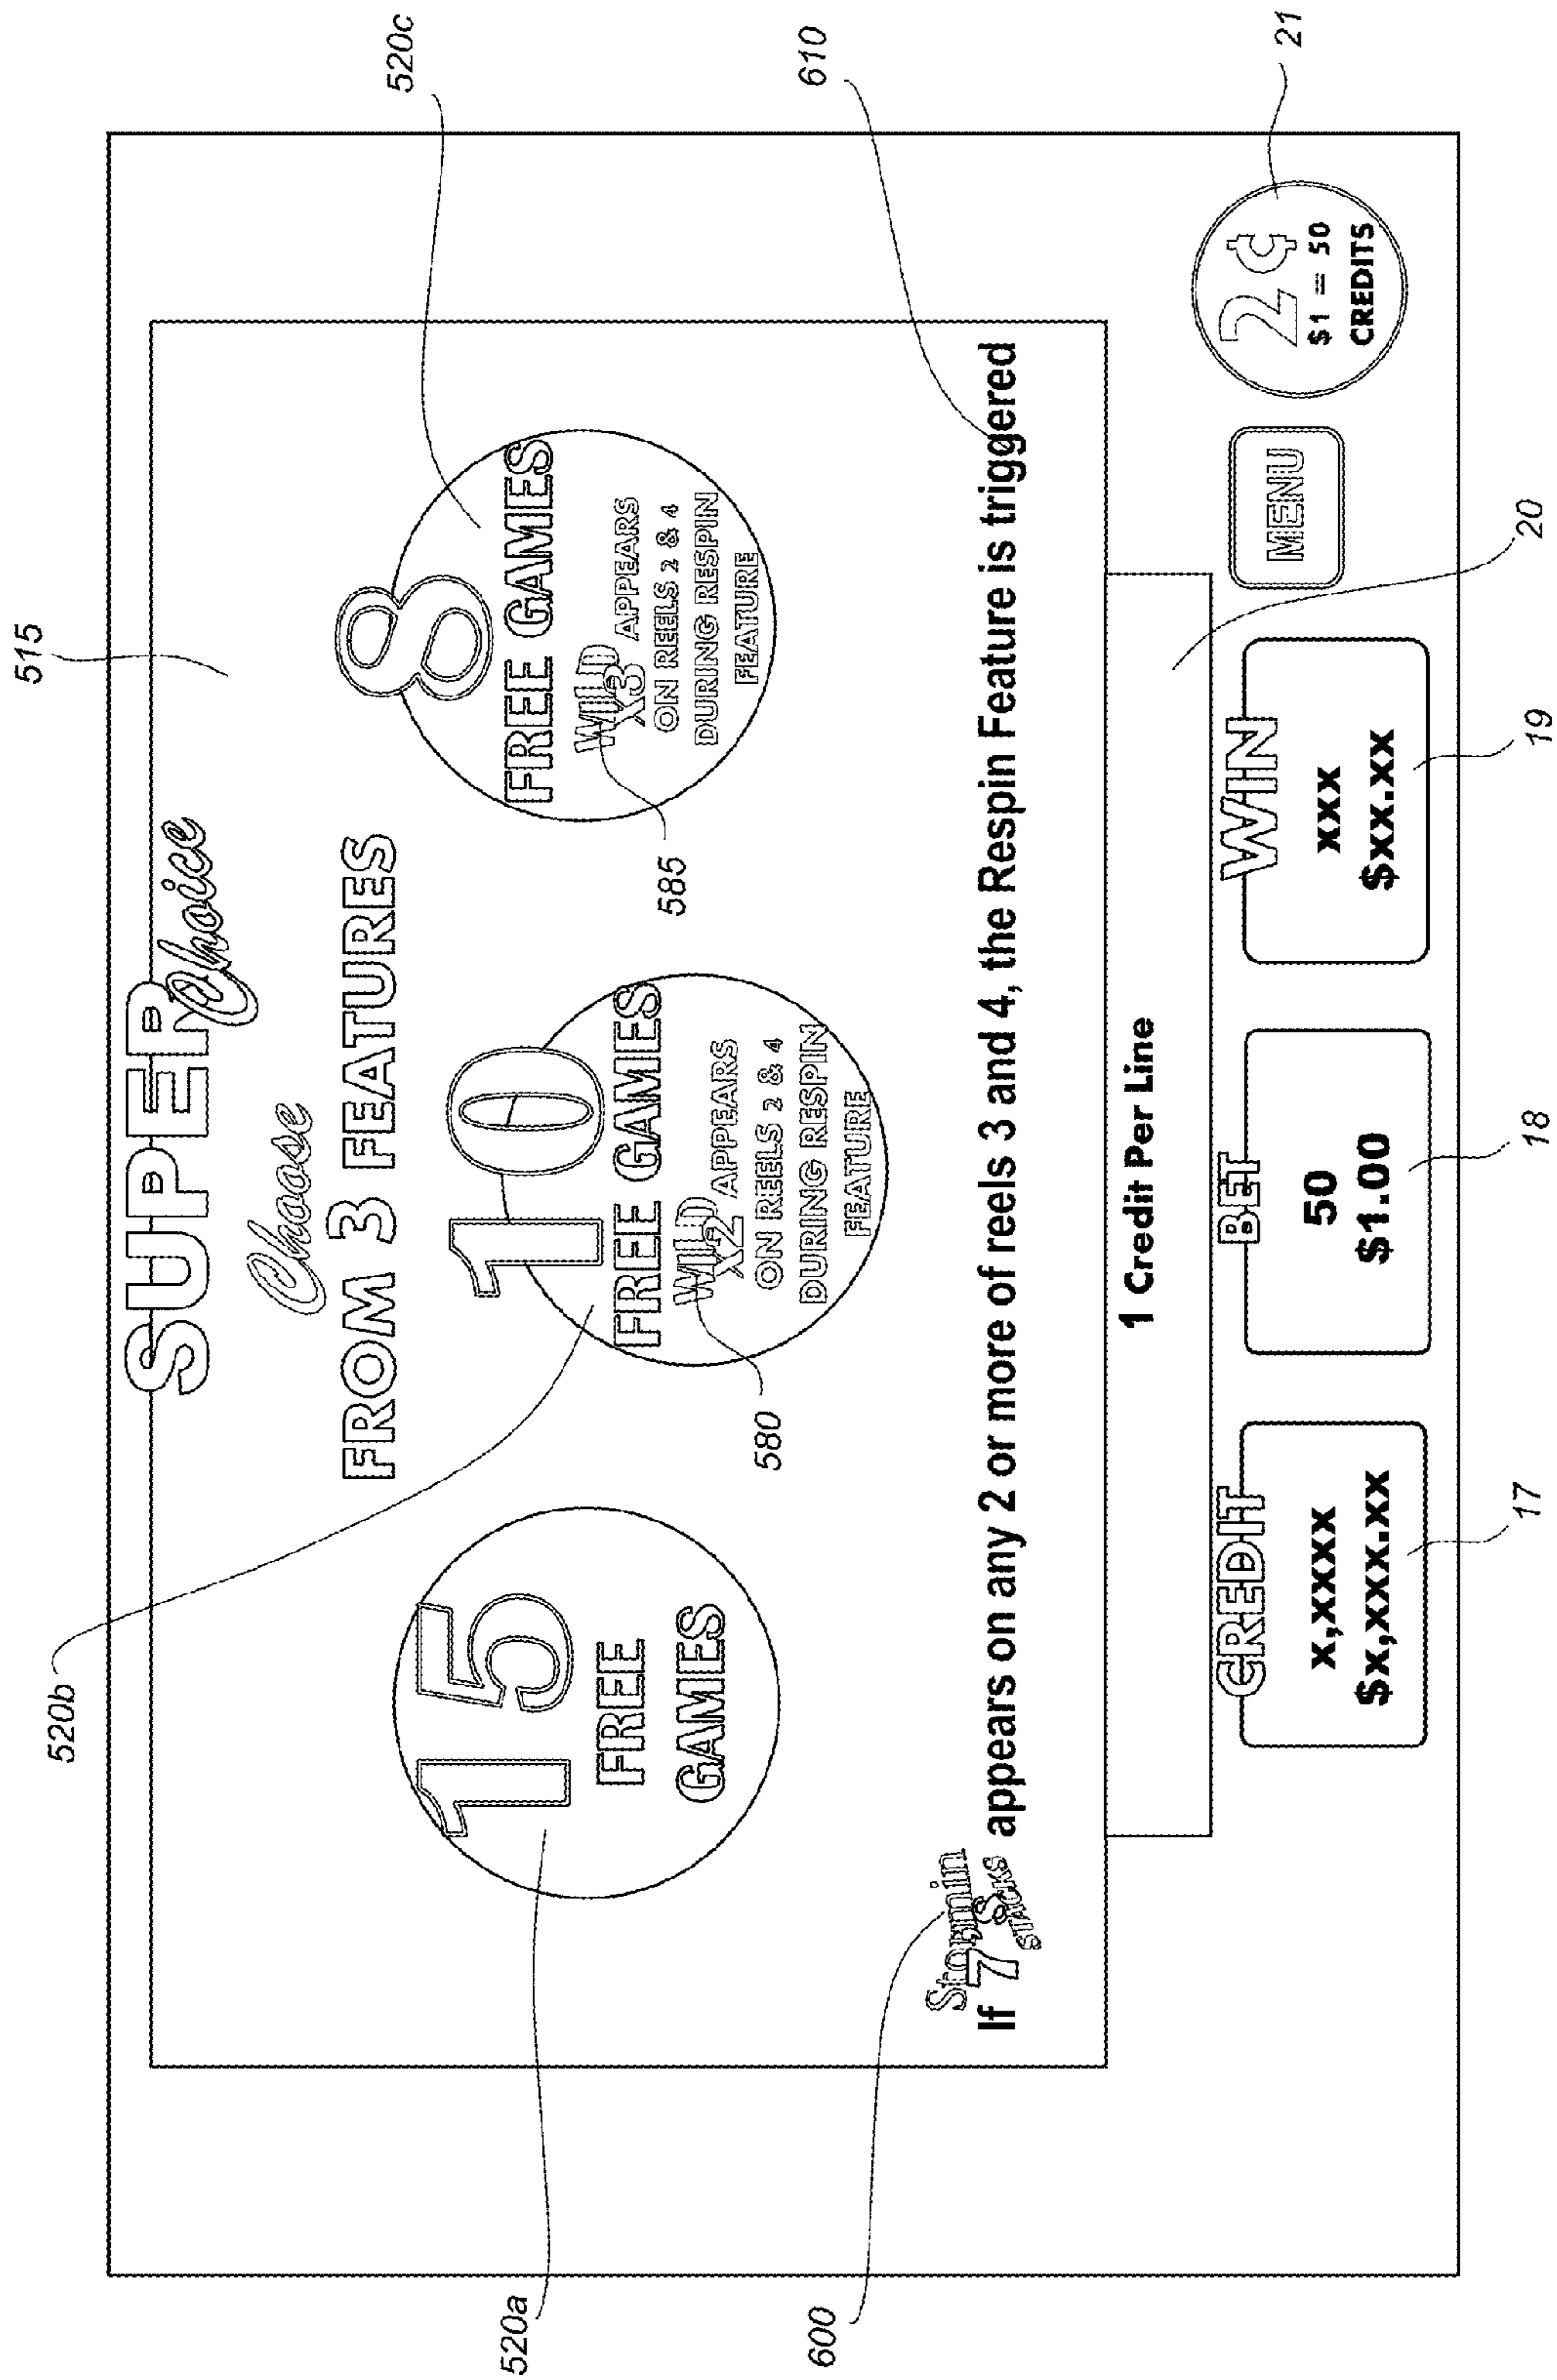 515
SUPER
Choice
Choose
FROM 3 FEATURES
520b
520c
15
FREE
GAMES
10
FREE GAMES
WILD
X2 APPEARS
ON REELS 2 & 4
DURING RESPIN
FEATURE
580
8
FREE GAMES
WILD
X3 APPEARS
ON REELS 2 & 4
DURING RESPIN
FEATURE
585
520a
600
610
Stormin
7's
STACKS
If appears on any 2 or more of reels 3 and 4, the Respin Feature is triggered
1 Credit Per Line
20
CREDIT
x,xxxx
$x,xxx.xx
17
BET
50
$1.00
18
WIN
xxx
$xx.xx
19
MENU
2¢
$1 = 50
CREDITS
21